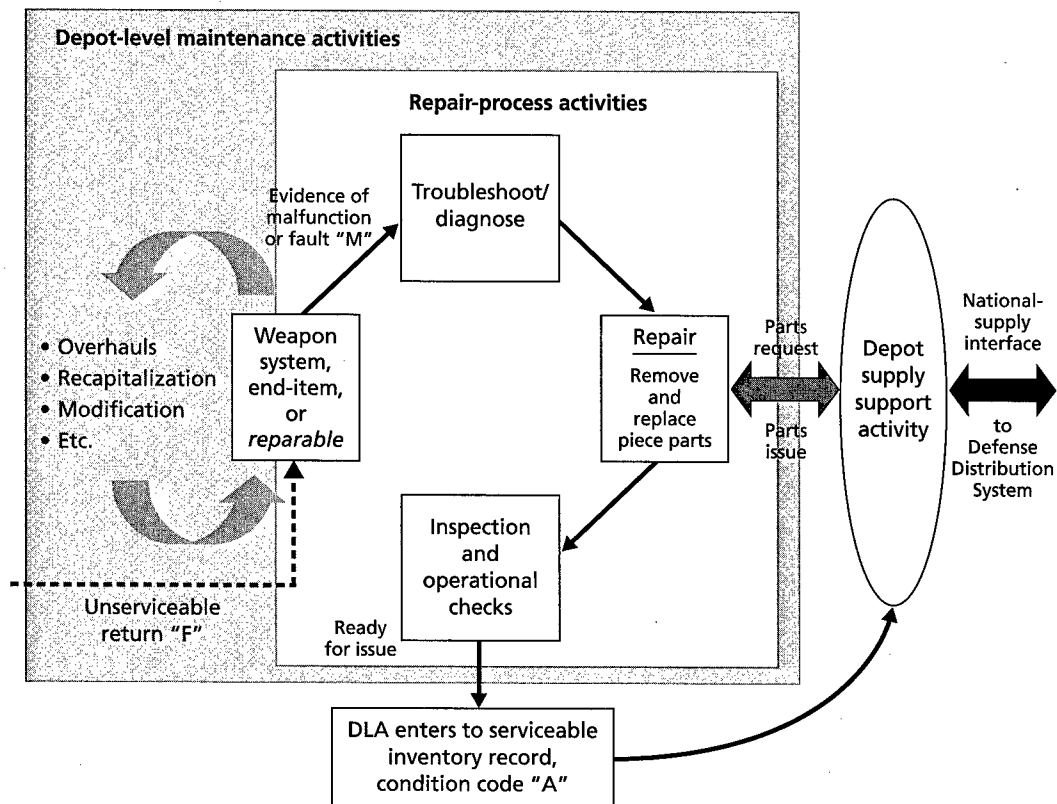 Depot-level maintenance activities
Repair-process activities
Troubleshoot/
diagnose
Evidence of
malfunction
or fault "M"
• Overhauls
• Recapitalization
• Modification
• Etc.
Weapon
system,
end-item,
or
reparable
Repair
Remove
and
replace
piece parts
Parts
request
Parts
issue
Depot
supply
support
activity
National-
supply
interface
to
Defense
Distribution
System
Inspection
and
operational
checks
Unserviceable
return "F"
Ready
for issue
DLA enters to serviceable
inventory record,
condition code "A"